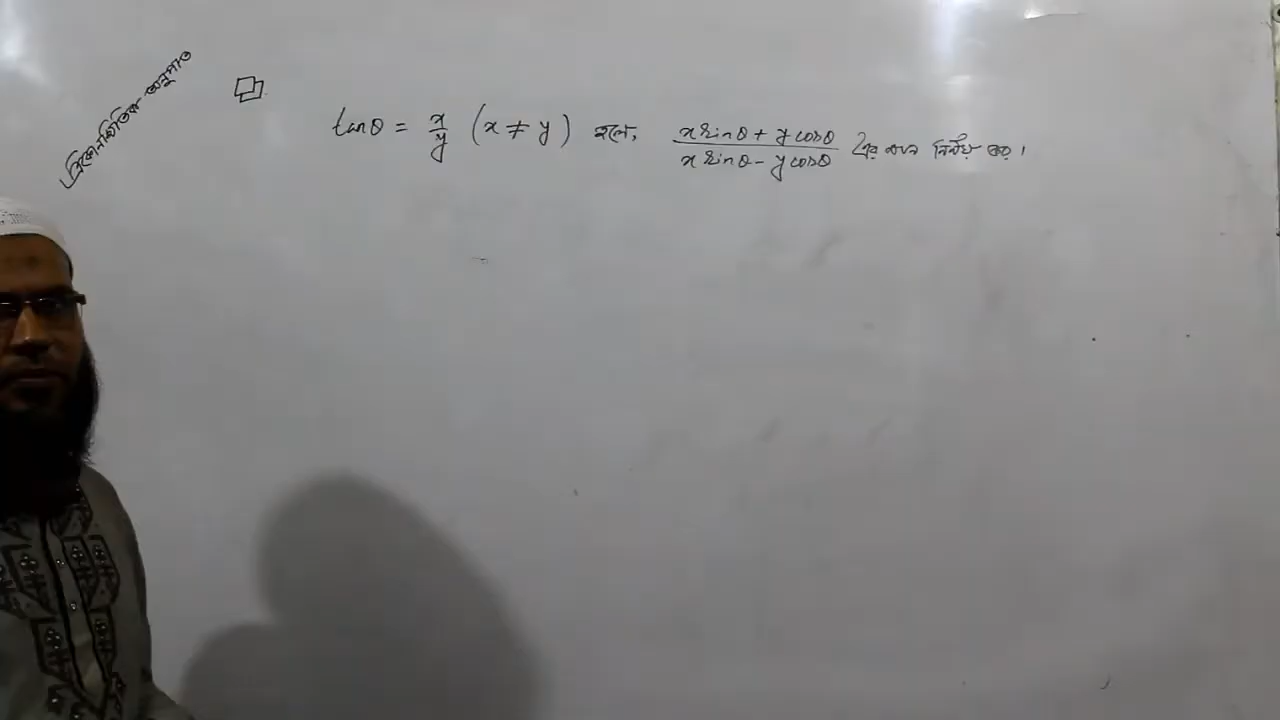 ত্রিকোণমিতিক অনুপাত
tanθ = x/y (x ≠ y) হলে, (x sinθ + y cosθ)/(x sinθ - y cosθ) এর মান নির্ণয় কর।